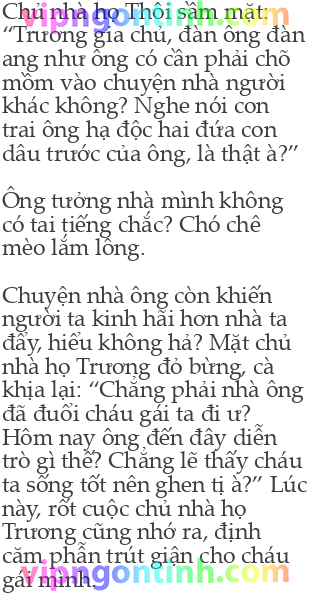 Chủ nhà họ Thôi sầm mặt:
“Trương gia chủ, đàn ông đàn
ang như ông có cần phải chõ
mồm vào chuyện nhà người
khác không? Nghe nói con
trai ông hạ độc hai đứa con
dâu trước của ông, là thật à?”
Ông tưởng nhà mình không
có tai tiếng chắc? Chó chê
mèo lắm lông.
Chuyện nhà ông còn khiến
người ta kinh hãi hơn nhà ta
đấy, hiểu không hả? Mặt chủ
nhà họ Trương đỏ bừng, cà
khịa lại: “Chẳng phải nhà ông
đã đuổi cháu gái ta đi ư?
Hôm nay ông đến đây diễn
trò gì thế? Chẳng lẽ thấy cháu
ta sống tốt nên ghen tị à?” Lúc
này, rốt cuộc chủ nhà họ
Trương cũng nhớ ra, định
căm phẫn trút giận cho cháu
gái mình.
vipngontinh.com
vipngontinh.com